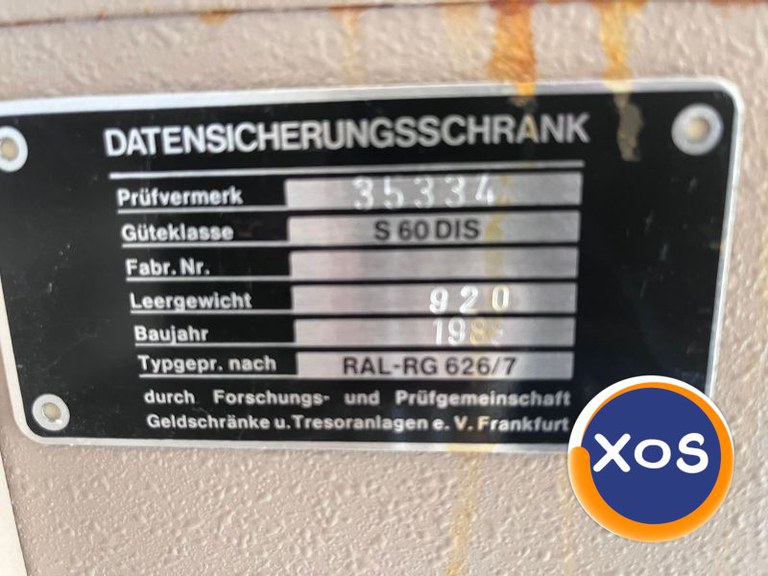 DATENSICHERUNGSSCHRANK
Prüfvermerk 35334
Güteklasse S 60 DIS
Fabr. Nr.
Leergewicht 920
Baujahr
Typgepr. nach RAL-RG 626/7
durch Forschungs- und Prüfgemeinschaft
Geldschränke u. Tresoranlagen e. V. Frankfurt
XOS